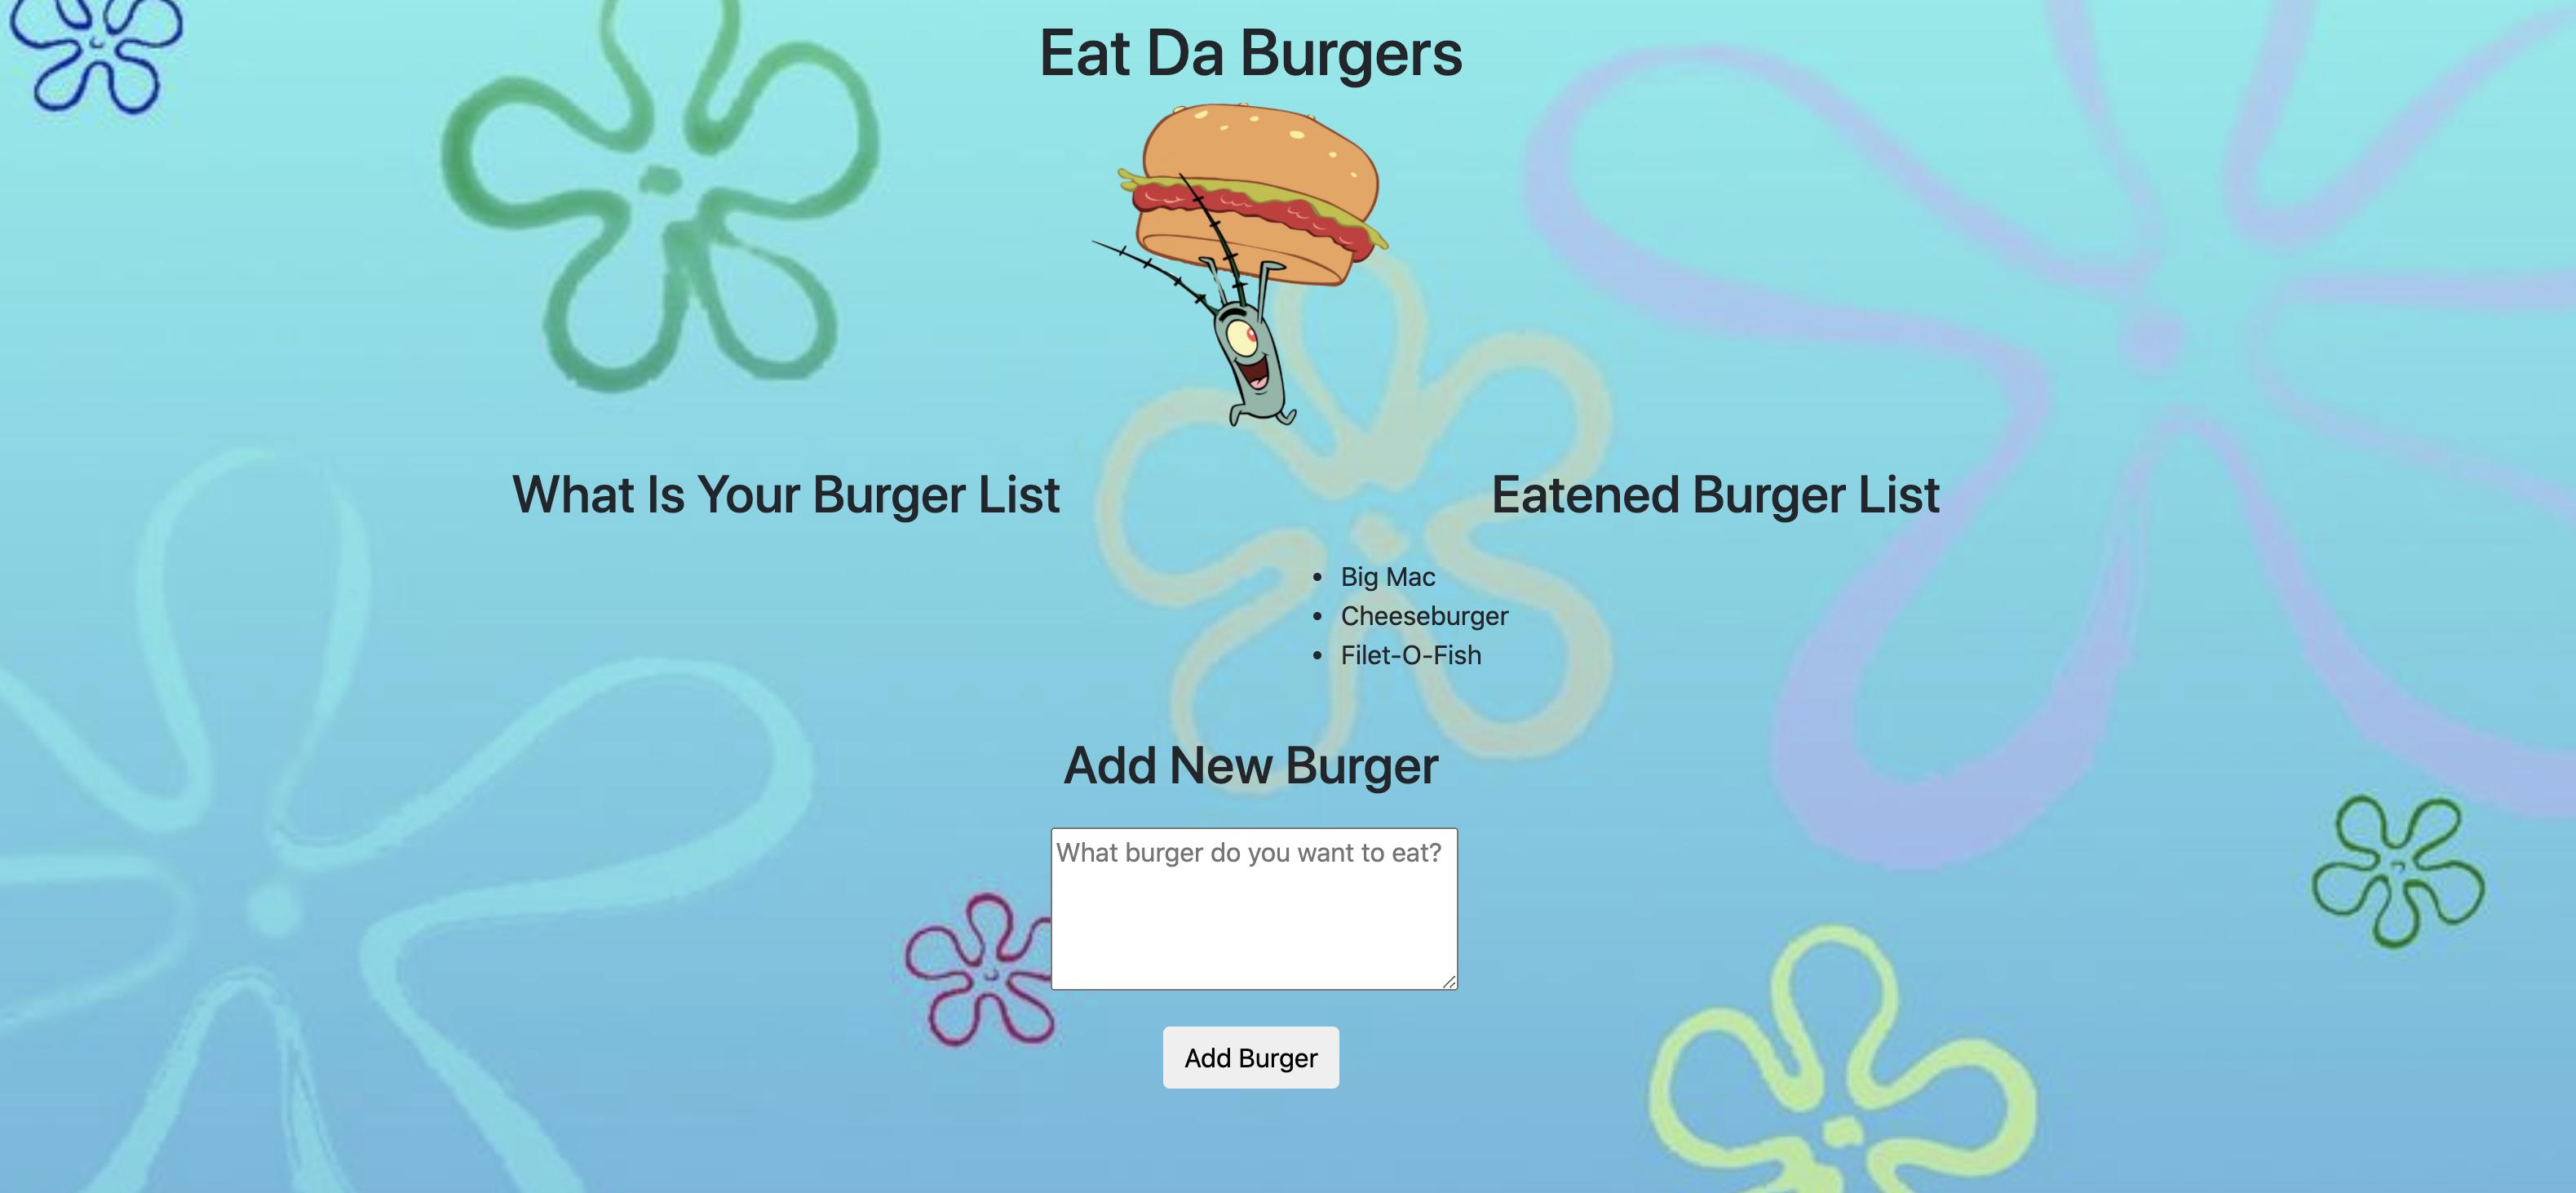 Eat Da Burgers
What Is Your Burger List
Eatened Burger List
Big Mac
Cheeseburger
Filet-O-Fish
Add New Burger
What burger do you want to eat?
Add Burger